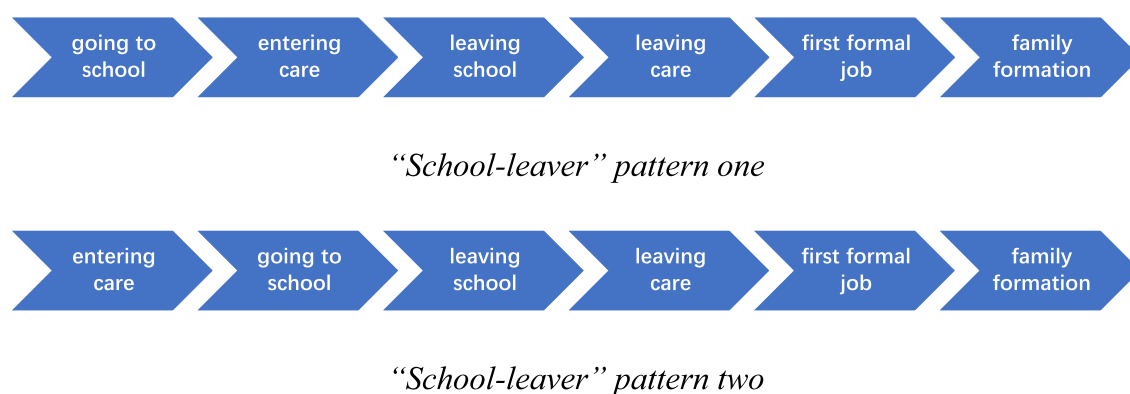 going to
school
entering
care
leaving
school
leaving
care
first formal
job
family
formation
“School-leaver” pattern one
entering
care
going to
school
leaving
school
leaving
care
first formal
job
family
formation
“School-leaver” pattern two